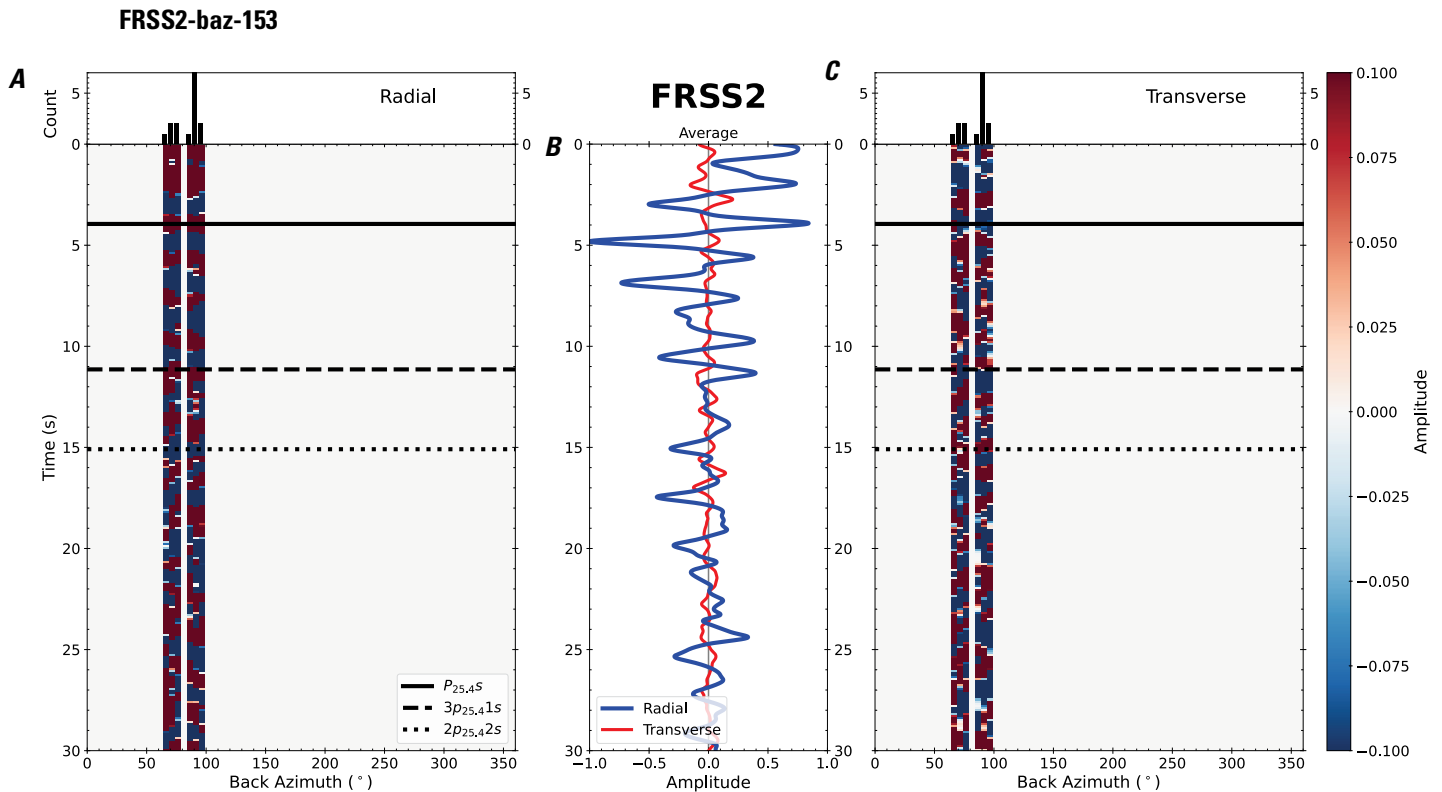 FRSS2-baz-153
A
Radial
Count
5
0
5
0
FRSS2
Average
B
C
Transverse
5
0
5
0
0
5
10
15
20
25
30
Time (s)
P25.4s
3p25.41s
2p25.42s
0 50 100 150 200 250 300 350
Back Azimuth (°)
0
5
10
15
20
25
30
Radial
Transverse
−1.0 −0.5 0.0 0.5 1.0
Amplitude
0
5
10
15
20
25
30
0 50 100 150 200 250 300 350
Back Azimuth (°)
0.100
0.075
0.050
0.025
0.000
−0.025
−0.050
−0.075
−0.100
Amplitude